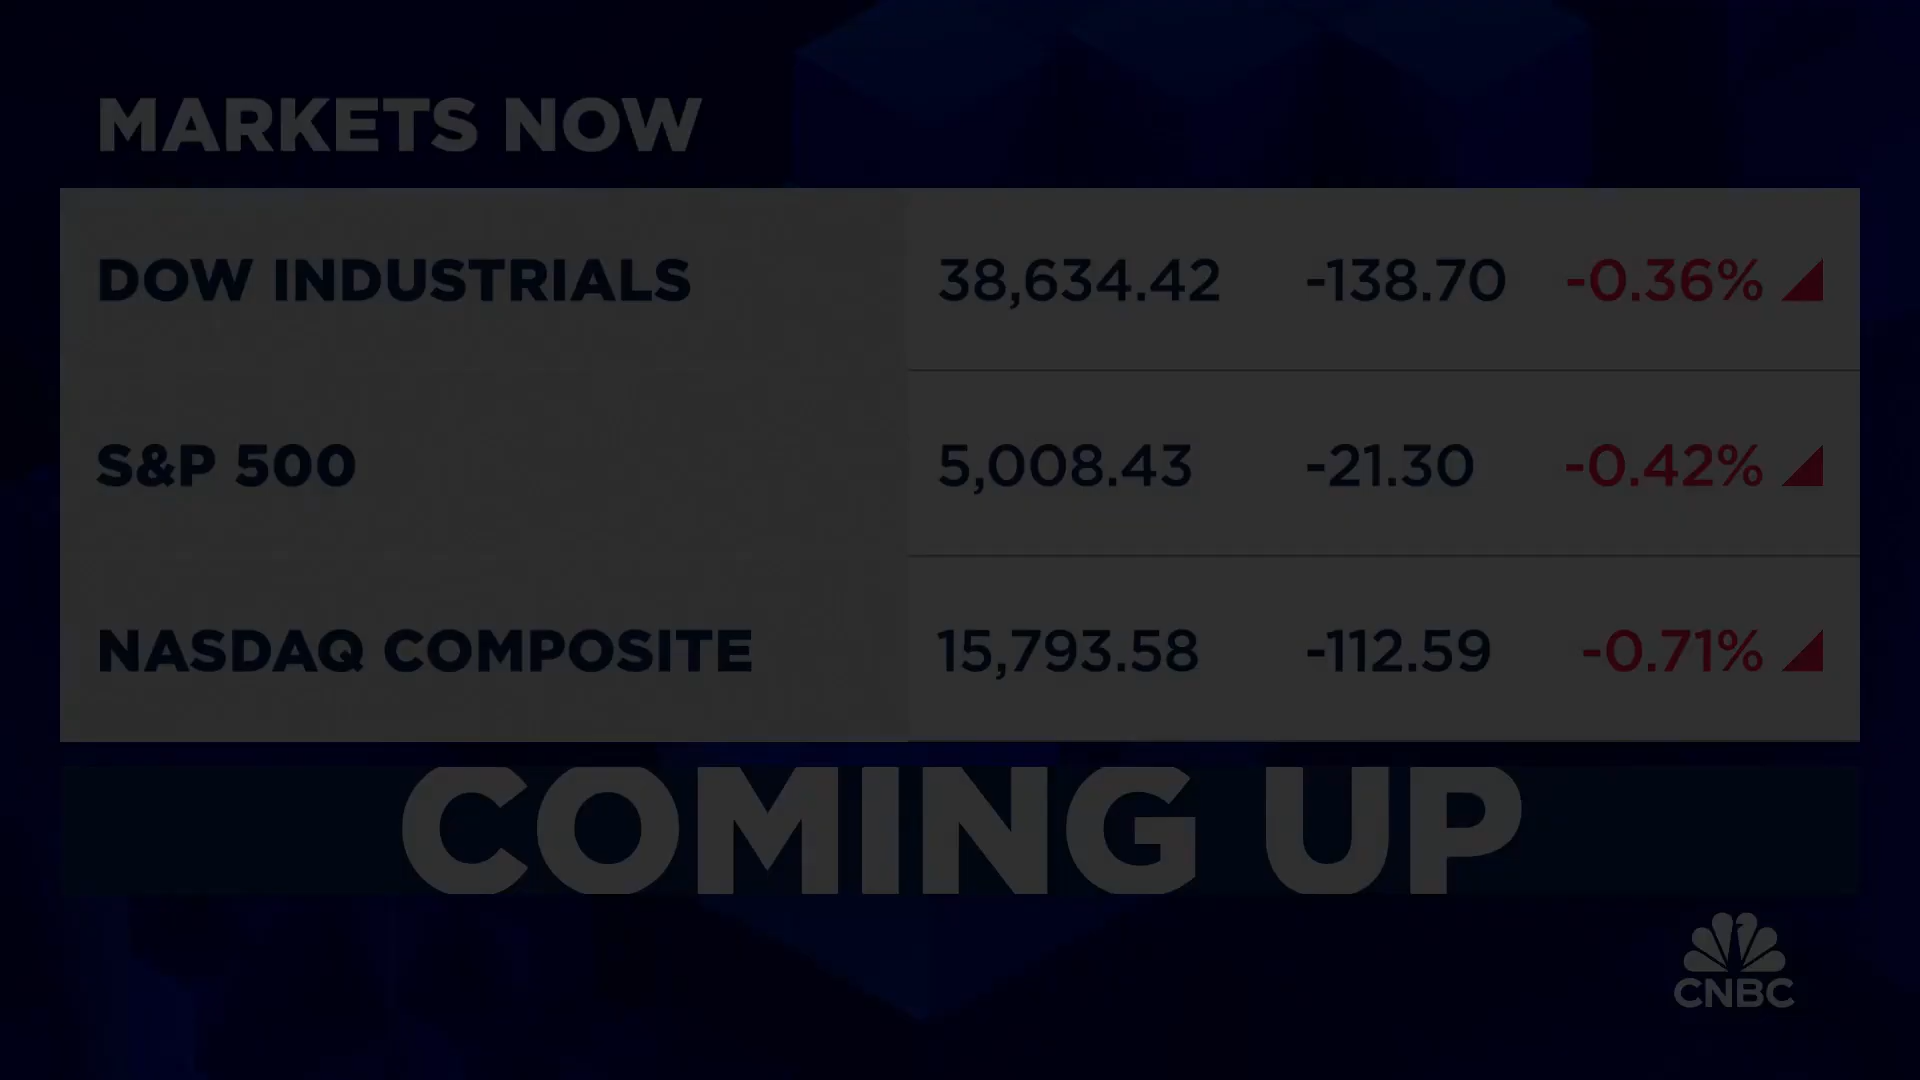 MARKETS NOW
DOW INDUSTRIALS 38,634.42 -138.70 -0.36%
S&P 500 5,008.43 -21.30 -0.42%
NASDAQ COMPOSITE 15,793.58 -112.59 -0.71%
COMING UP
CNBC